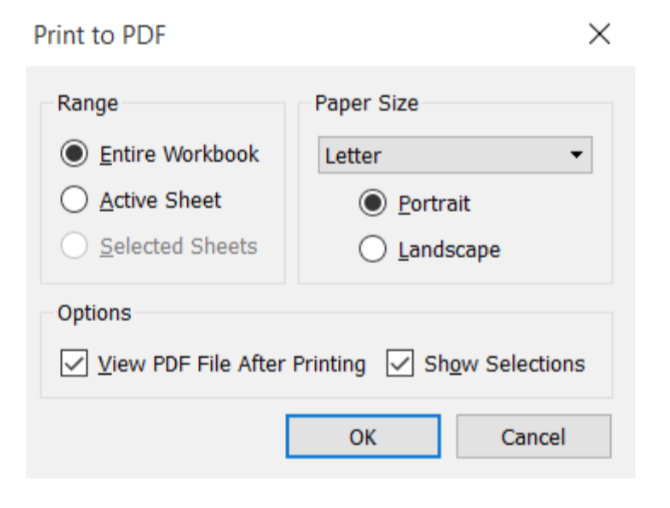 Print to PDF
Range
Entire Workbook
Active Sheet
Selected Sheets
Paper Size
Letter
Portrait
Landscape
Options
View PDF File After Printing
Show Selections
OK
Cancel